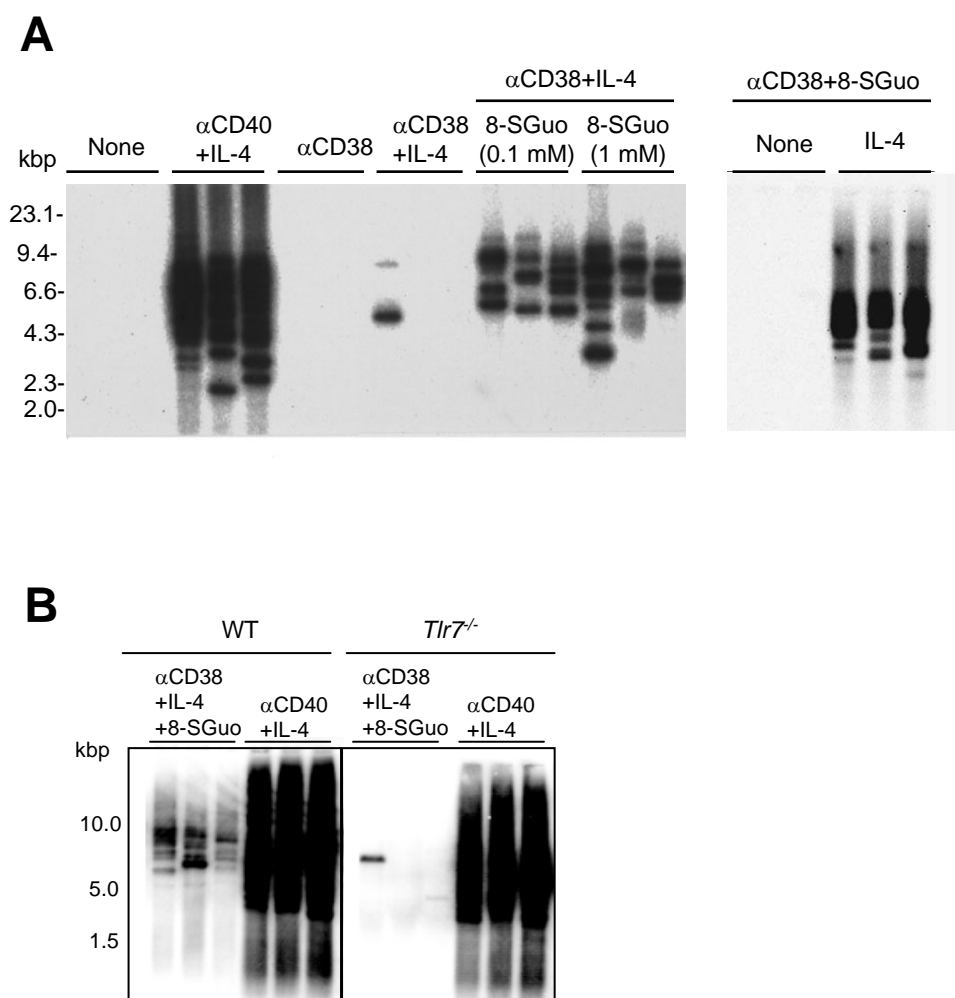 A
αCD38+IL-4
αCD38+8-SGuo
kbp
None
αCD40
+IL-4
αCD38
αCD38
+IL-4
8-SGuo
(0.1 mM)
8-SGuo
(1 mM)
None
IL-4
23.1-
9.4-
6.6-
4.3-
2.3-
2.0-
B
WT
Tlr7-/-
αCD38
+IL-4
+8-SGuo
αCD40
+IL-4
αCD38
+IL-4
+8-SGuo
αCD40
+IL-4
kbp
10.0
5.0
1.5